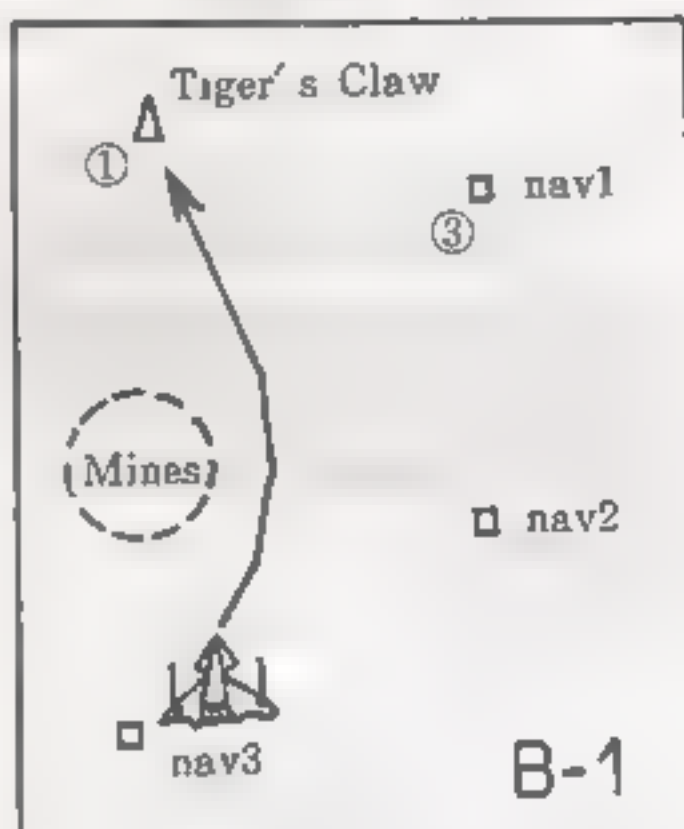 Tiger's Claw
①
nav1
③
Mines
nav2
nav3
B-1